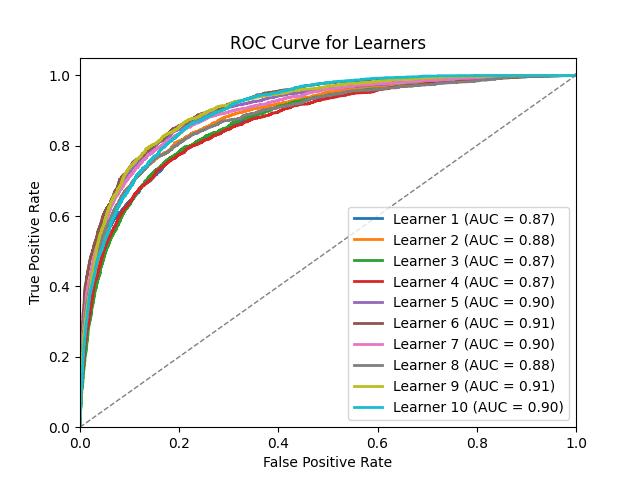 ROC Curve for Learners
True Positive Rate
1.0
0.8
0.6
0.4
0.2
0.0
Learner 1 (AUC = 0.87)
Learner 2 (AUC = 0.88)
Learner 3 (AUC = 0.87)
Learner 4 (AUC = 0.87)
Learner 5 (AUC = 0.90)
Learner 6 (AUC = 0.91)
Learner 7 (AUC = 0.90)
Learner 8 (AUC = 0.88)
Learner 9 (AUC = 0.91)
Learner 10 (AUC = 0.90)
0.0 0.2 0.4 0.6 0.8 1.0
False Positive Rate